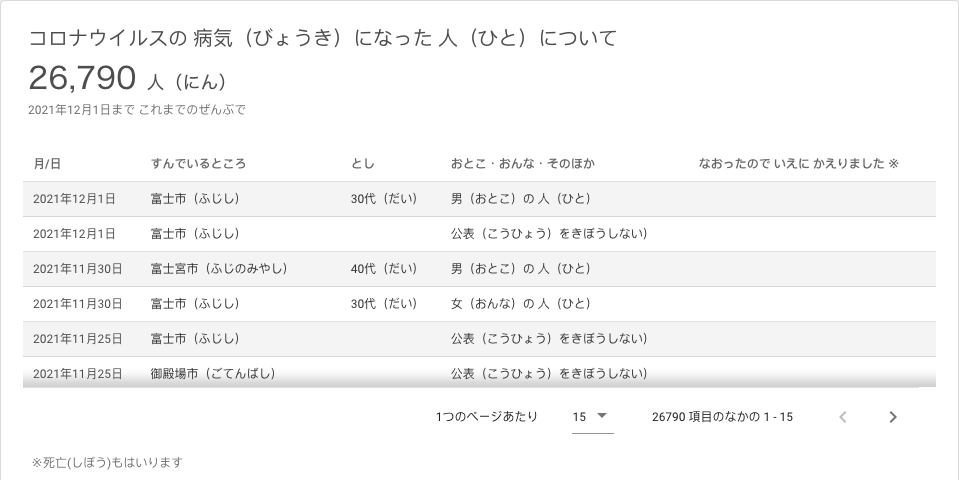 コロナウイルスの 病気（びょうき）になった 人（ひと）について
26,790 人（にん）
2021年12月1日まで これまでのぜんぶで
月/日 すんでいるところ とし おとこ・おんな・そのほか なおったので いえに かえりました ※
2021年12月1日 富士市（ふじし） 30代（だい） 男（おとこ）の 人（ひと）
2021年12月1日 富士市（ふじし） 公表（こうひょう）をきぼうしない)
2021年11月30日 富士宮市（ふじのみやし） 40代（だい） 男（おとこ）の 人（ひと）
2021年11月30日 富士市（ふじし） 30代（だい） 女（おんな）の 人（ひと）
2021年11月25日 富士市（ふじし） 公表（こうひょう）をきぼうしない)
2021年11月25日 御殿場市（ごてんばし） 公表（こうひょう）をきぼうしない)
1つのページあたり 15 26790 項目のなかの 1 - 15
※死亡(しぼう)もはいります